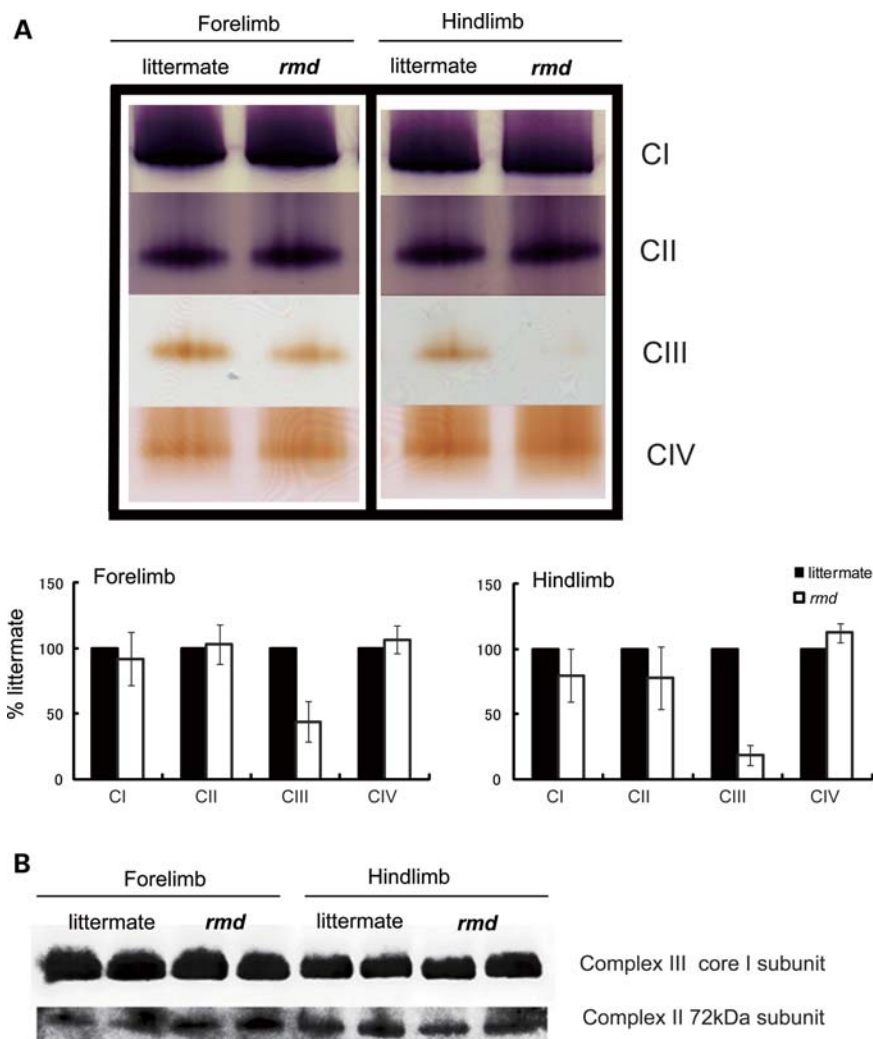 A
Forelimb Hindlimb
littermate rmd littermate rmd
CI
CII
CIII
CIV
Forelimb
% littermate
150
100
50
0
CI CII CIII CIV
Hindlimb
littermate
rmd
150
100
50
0
CI CII CIII CIV
B
Forelimb Hindlimb
littermate rmd littermate rmd
Complex III core I subunit
Complex II 72kDa subunit